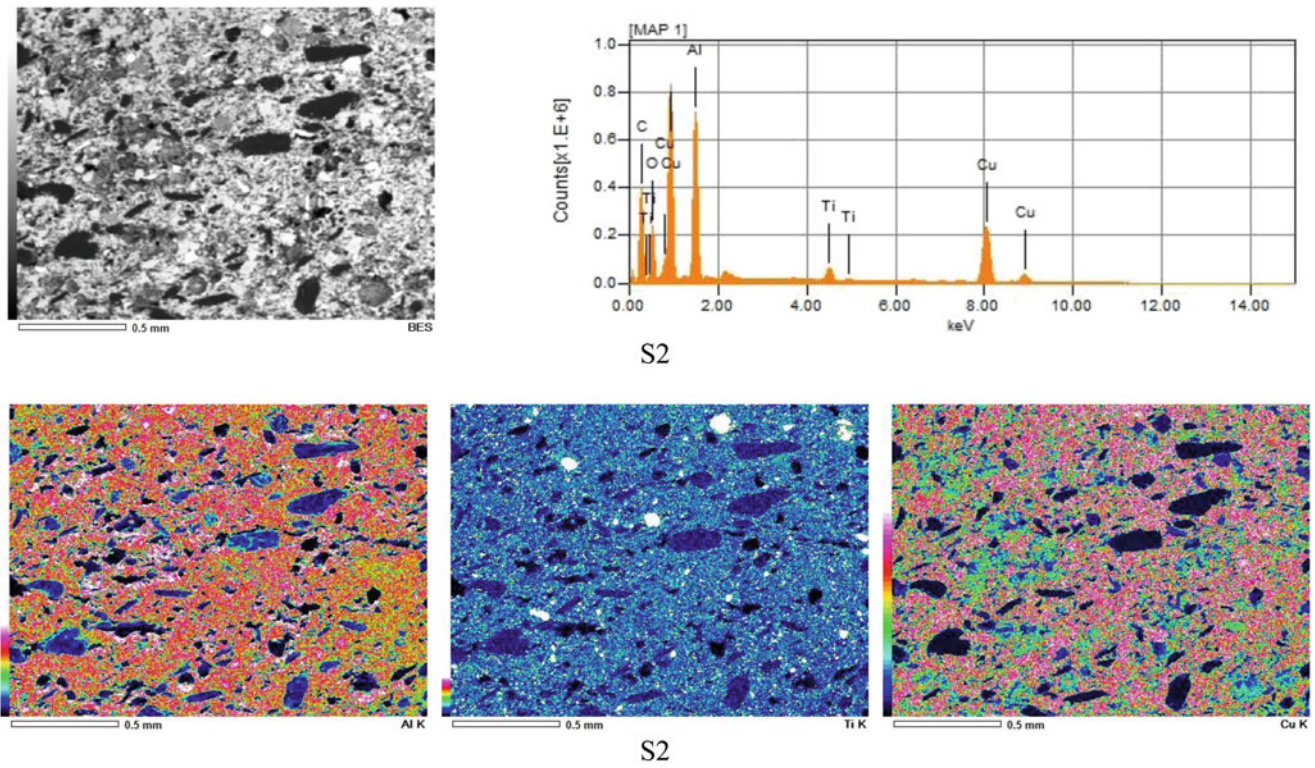 [MAP 1]
1.0
0.8
0.6
0.4
0.2
0.0
Counts[x1.E+6]
C
O
Ti
Ti
Cu
Cu
Al
Ti
Ti
Cu
Cu
0.00 2.00 4.00 6.00 8.00 10.00 12.00 14.00
keV
0.5 mm BES
S2
0.5 mm Al K
0.5 mm Ti K
0.5 mm Cu K
S2